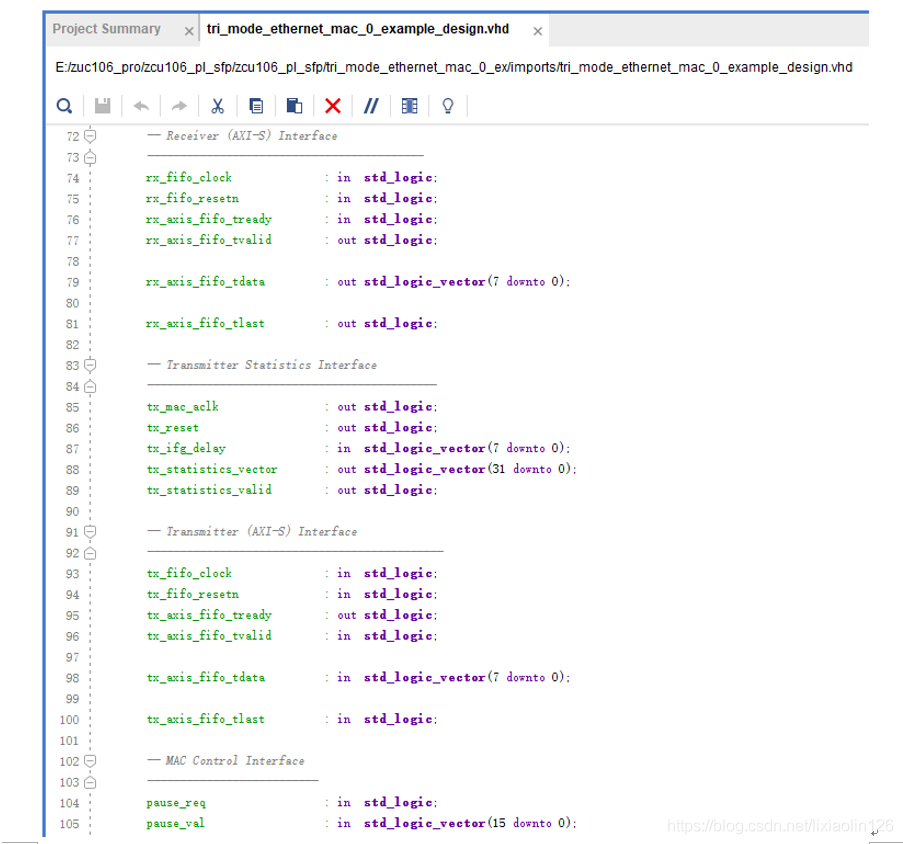 Project Summary × tri_mode_ethernet_mac_0_example_design.vhd ×
E:/zuc106_pro/zcu106_pl_sfp/zcu106_pl_sfp/tri_mode_ethernet_mac_0_ex/imports/tri_mode_ethernet_mac_0_example_design.vhd
72 -- Receiver (AXI-S) Interface
73 ------------------------------------------
74 rx_fifo_clock : in std_logic;
75 rx_fifo_resetn : in std_logic;
76 rx_axis_fifo_tready : in std_logic;
77 rx_axis_fifo_tvalid : out std_logic;
78
79 rx_axis_fifo_tdata : out std_logic_vector(7 downto 0);
80
81 rx_axis_fifo_tlast : out std_logic;
82
83 -- Transmitter Statistics Interface
84 --------------------------------------------
85 tx_mac_aclk : out std_logic;
86 tx_reset : out std_logic;
87 tx_ifg_delay : in std_logic_vector(7 downto 0);
88 tx_statistics_vector : out std_logic_vector(31 downto 0);
89 tx_statistics_valid : out std_logic;
90
91 -- Transmitter (AXI-S) Interface
92 ---------------------------------------------
93 tx_fifo_clock : in std_logic;
94 tx_fifo_resetn : in std_logic;
95 tx_axis_fifo_tready : out std_logic;
96 tx_axis_fifo_tvalid : in std_logic;
97
98 tx_axis_fifo_tdata : in std_logic_vector(7 downto 0);
99
100 tx_axis_fifo_tlast : in std_logic;
101
102 -- MAC Control Interface
103 --------------------------
104 pause_req : in std_logic;
105 pause_val : in std_logic_vector(15 downto 0);
https://blog.csdn.net/lixiaolin126